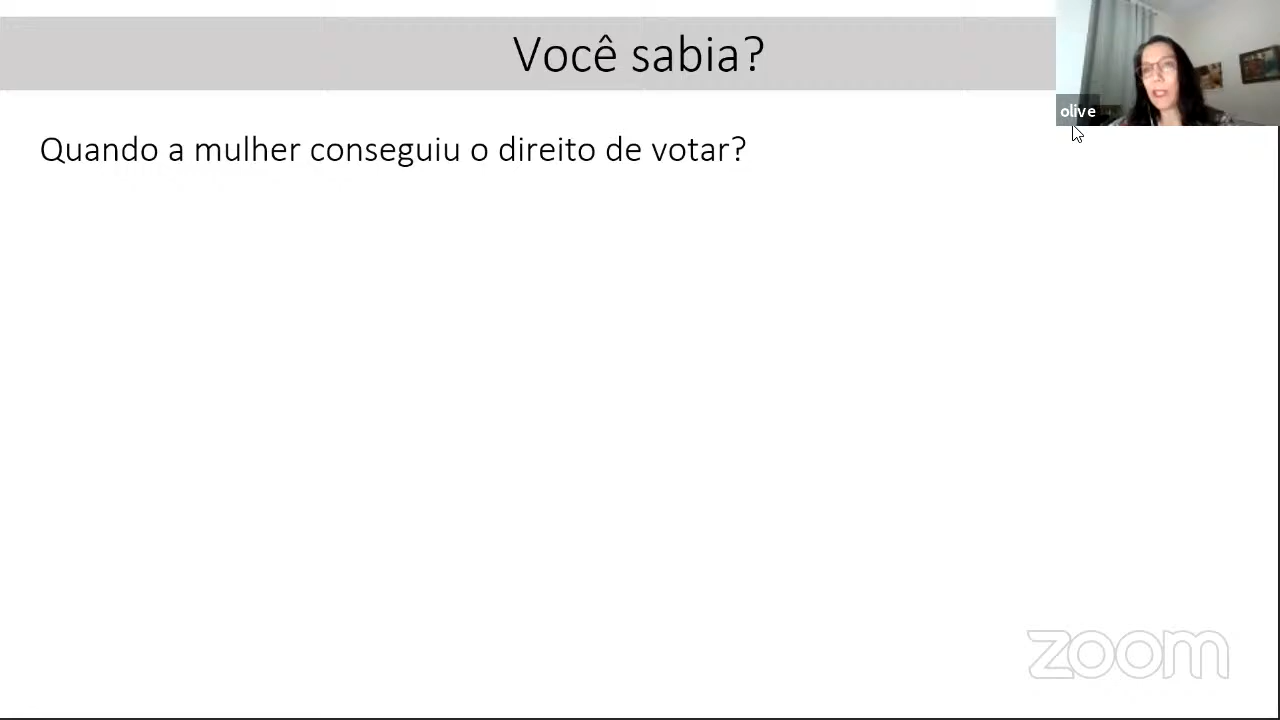 Você sabia?
olive
Quando a mulher conseguiu o direito de votar?
zoom